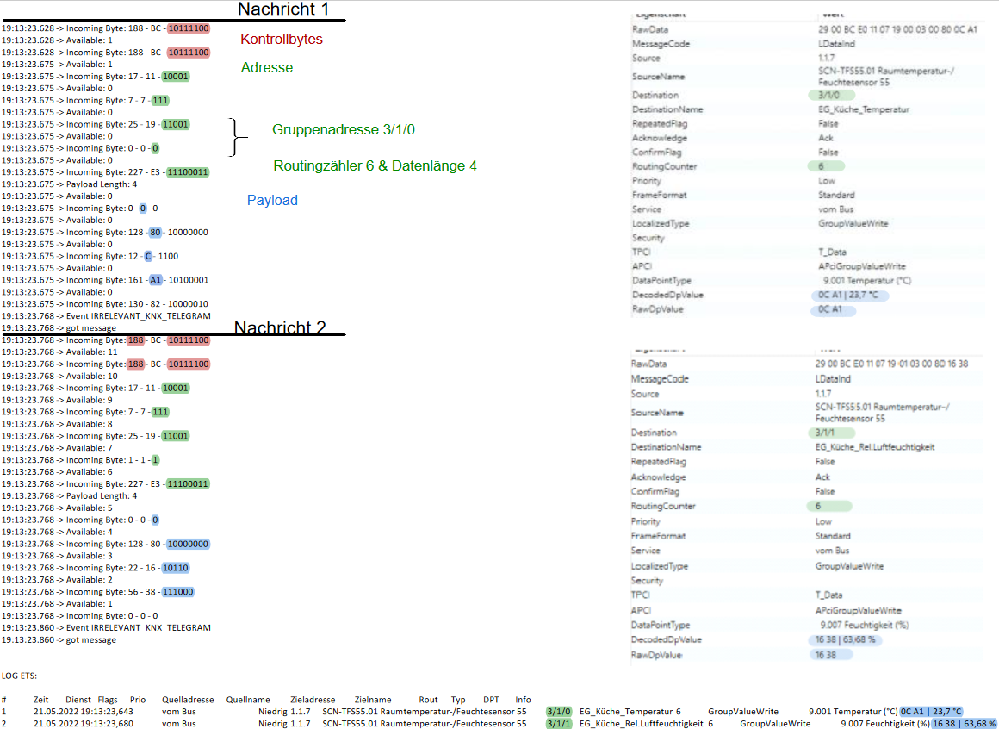 Nachricht 1
19:13:23.628 -> Incoming Byte: 188 - BC - 10111100
19:13:23.628 -> Available: 1
19:13:23.628 -> Incoming Byte: 188 - BC - 10111100
19:13:23.675 -> Available: 1
19:13:23.675 -> Incoming Byte: 17 - 11 - 10001
19:13:23.675 -> Available: 0
19:13:23.675 -> Incoming Byte: 7 - 7 - 111
19:13:23.675 -> Available: 0
19:13:23.675 -> Incoming Byte: 25 - 19 - 11001
19:13:23.675 -> Available: 0
19:13:23.675 -> Incoming Byte: 0 - 0 - 0
19:13:23.675 -> Available: 0
19:13:23.675 -> Incoming Byte: 227 - E3 - 11100011
19:13:23.675 -> Payload Length: 4
19:13:23.675 -> Available: 0
19:13:23.675 -> Incoming Byte: 0 - 0 - 0
19:13:23.675 -> Available: 0
19:13:23.675 -> Incoming Byte: 128 - 80 - 10000000
19:13:23.675 -> Available: 0
19:13:23.675 -> Incoming Byte: 12 - C - 1100
19:13:23.675 -> Available: 0
19:13:23.675 -> Incoming Byte: 161 - A1 - 10100001
19:13:23.675 -> Available: 0
19:13:23.675 -> Incoming Byte: 130 - 82 - 10000010
19:13:23.768 -> Event IRRELEVANT_KNX_TELEGRAM
19:13:23.768 -> got message
Kontrollbytes
Adresse
Gruppenadresse 3/1/0
Routingzähler 6 & Datenlänge 4
Payload
Eigenschaft Wert
RawData 29 00 BC E0 11 07 19 00 03 00 80 0C A1
MessageCode LDataInd
Source 1.1.7
SourceName SCN-TFS55.01 Raumtemperatur-/
Feuchtesensor 55
Destination 3/1/0
DestinationName EG_Küche_Temperatur
RepeatedFlag False
Acknowledge Ack
ConfirmFlag False
RoutingCounter 6
Priority Low
FrameFormat Standard
Service vom Bus
LocalizedType GroupValueWrite
Security
TPCI T_Data
APCI APciGroupValueWrite
DataPointType 9.001 Temperatur (°C)
DecodedDpValue 0C A1 | 23,7 °C
RawDpValue 0C A1
Nachricht 2
19:13:23.768 -> Incoming Byte: 188 - BC - 10111100
19:13:23.768 -> Available: 11
19:13:23.768 -> Incoming Byte: 188 - BC - 10111100
19:13:23.768 -> Available: 10
19:13:23.768 -> Incoming Byte: 17 - 11 - 10001
19:13:23.768 -> Available: 9
19:13:23.768 -> Incoming Byte: 7 - 7 - 111
19:13:23.768 -> Available: 8
19:13:23.768 -> Incoming Byte: 25 - 19 - 11001
19:13:23.768 -> Available: 7
19:13:23.768 -> Incoming Byte: 1 - 1 - 1
19:13:23.768 -> Available: 6
19:13:23.768 -> Incoming Byte: 227 - E3 - 11100011
19:13:23.768 -> Payload Length: 4
19:13:23.768 -> Available: 5
19:13:23.768 -> Incoming Byte: 0 - 0 - 0
19:13:23.768 -> Available: 4
19:13:23.768 -> Incoming Byte: 128 - 80 - 10000000
19:13:23.768 -> Available: 3
19:13:23.768 -> Incoming Byte: 22 - 16 - 10110
19:13:23.768 -> Available: 2
19:13:23.768 -> Incoming Byte: 56 - 38 - 111000
19:13:23.768 -> Available: 1
19:13:23.768 -> Incoming Byte: 0 - 0 - 0
19:13:23.860 -> Event IRRELEVANT_KNX_TELEGRAM
19:13:23.860 -> got message
Eigenschaft Wert
RawData 29 00 BC E0 11 07 19 01 03 00 80 16 38
MessageCode LDataInd
Source 1.1.7
SourceName SCN-TFS55.01 Raumtemperatur-/
Feuchtesensor 55
Destination 3/1/1
DestinationName EG_Küche_Rel.Luftfeuchtigkeit
RepeatedFlag False
Acknowledge Ack
ConfirmFlag False
RoutingCounter 6
Priority Low
FrameFormat Standard
Service vom Bus
LocalizedType GroupValueWrite
Security
TPCI T_Data
APCI APciGroupValueWrite
DataPointType 9.007 Feuchtigkeit (%)
DecodedDpValue 16 38 | 63,68 %
RawDpValue 16 38
LOG ETS:
# Zeit Dienst Flags Prio Quelladresse Quellname Zieladresse Zielname Rout Typ DPT Info
1 21.05.2022 19:13:23,643 vom Bus Niedrig 1.1.7 SCN-TFS55.01 Raumtemperatur-/Feuchtesensor 55 3/1/0 EG_Küche_Temperatur 6 GroupValueWrite 9.001 Temperatur (°C) 0C A1 | 23,7 °C
2 21.05.2022 19:13:23,680 vom Bus Niedrig 1.1.7 SCN-TFS55.01 Raumtemperatur-/Feuchtesensor 55 3/1/1 EG_Küche_Rel.Luftfeuchtigkeit 6 GroupValueWrite 9.007 Feuchtigkeit (%) 16 38 | 63,68 %